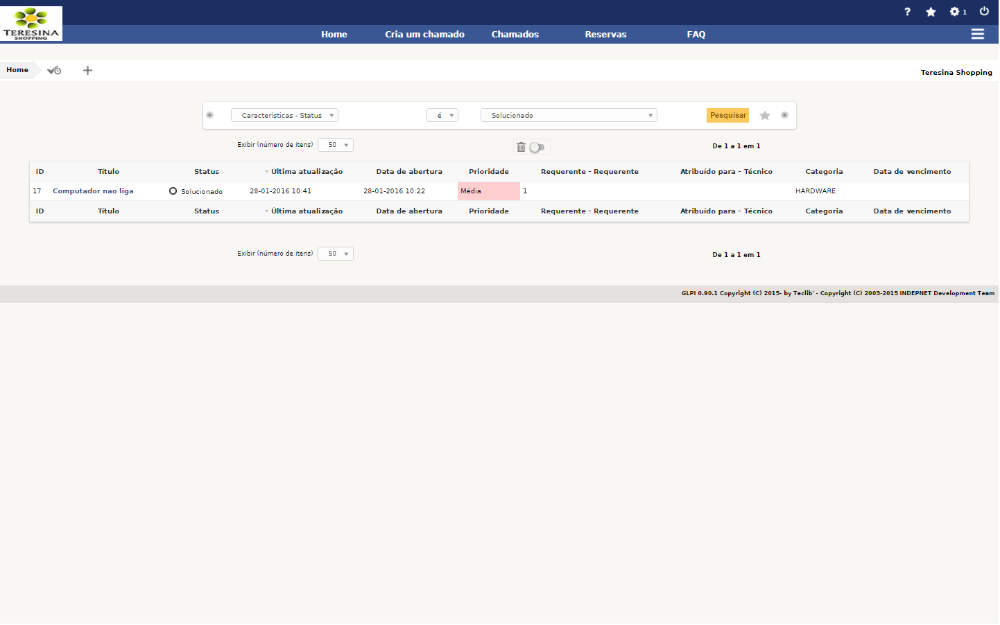 TERESINA
SHOPPING
? 1
Home Cria um chamado Chamados Reservas FAQ
Home Teresina Shopping
Características - Status é Solucionado Pesquisar
Exibir (número de itens) 50 De 1 a 1 em 1
ID Título Status Última atualização Data de abertura Prioridade Requerente - Requerente Atribuído para - Técnico Categoria Data de vencimento
17 Computador nao liga Solucionado 28-01-2016 10:41 28-01-2016 10:22 Média 1 HARDWARE
ID Título Status Última atualização Data de abertura Prioridade Requerente - Requerente Atribuído para - Técnico Categoria Data de vencimento
Exibir (número de itens) 50 De 1 a 1 em 1
GLPI 0.90.1 Copyright (C) 2015- by Teclib' - Copyright (C) 2003-2015 INDEPNET Development Team